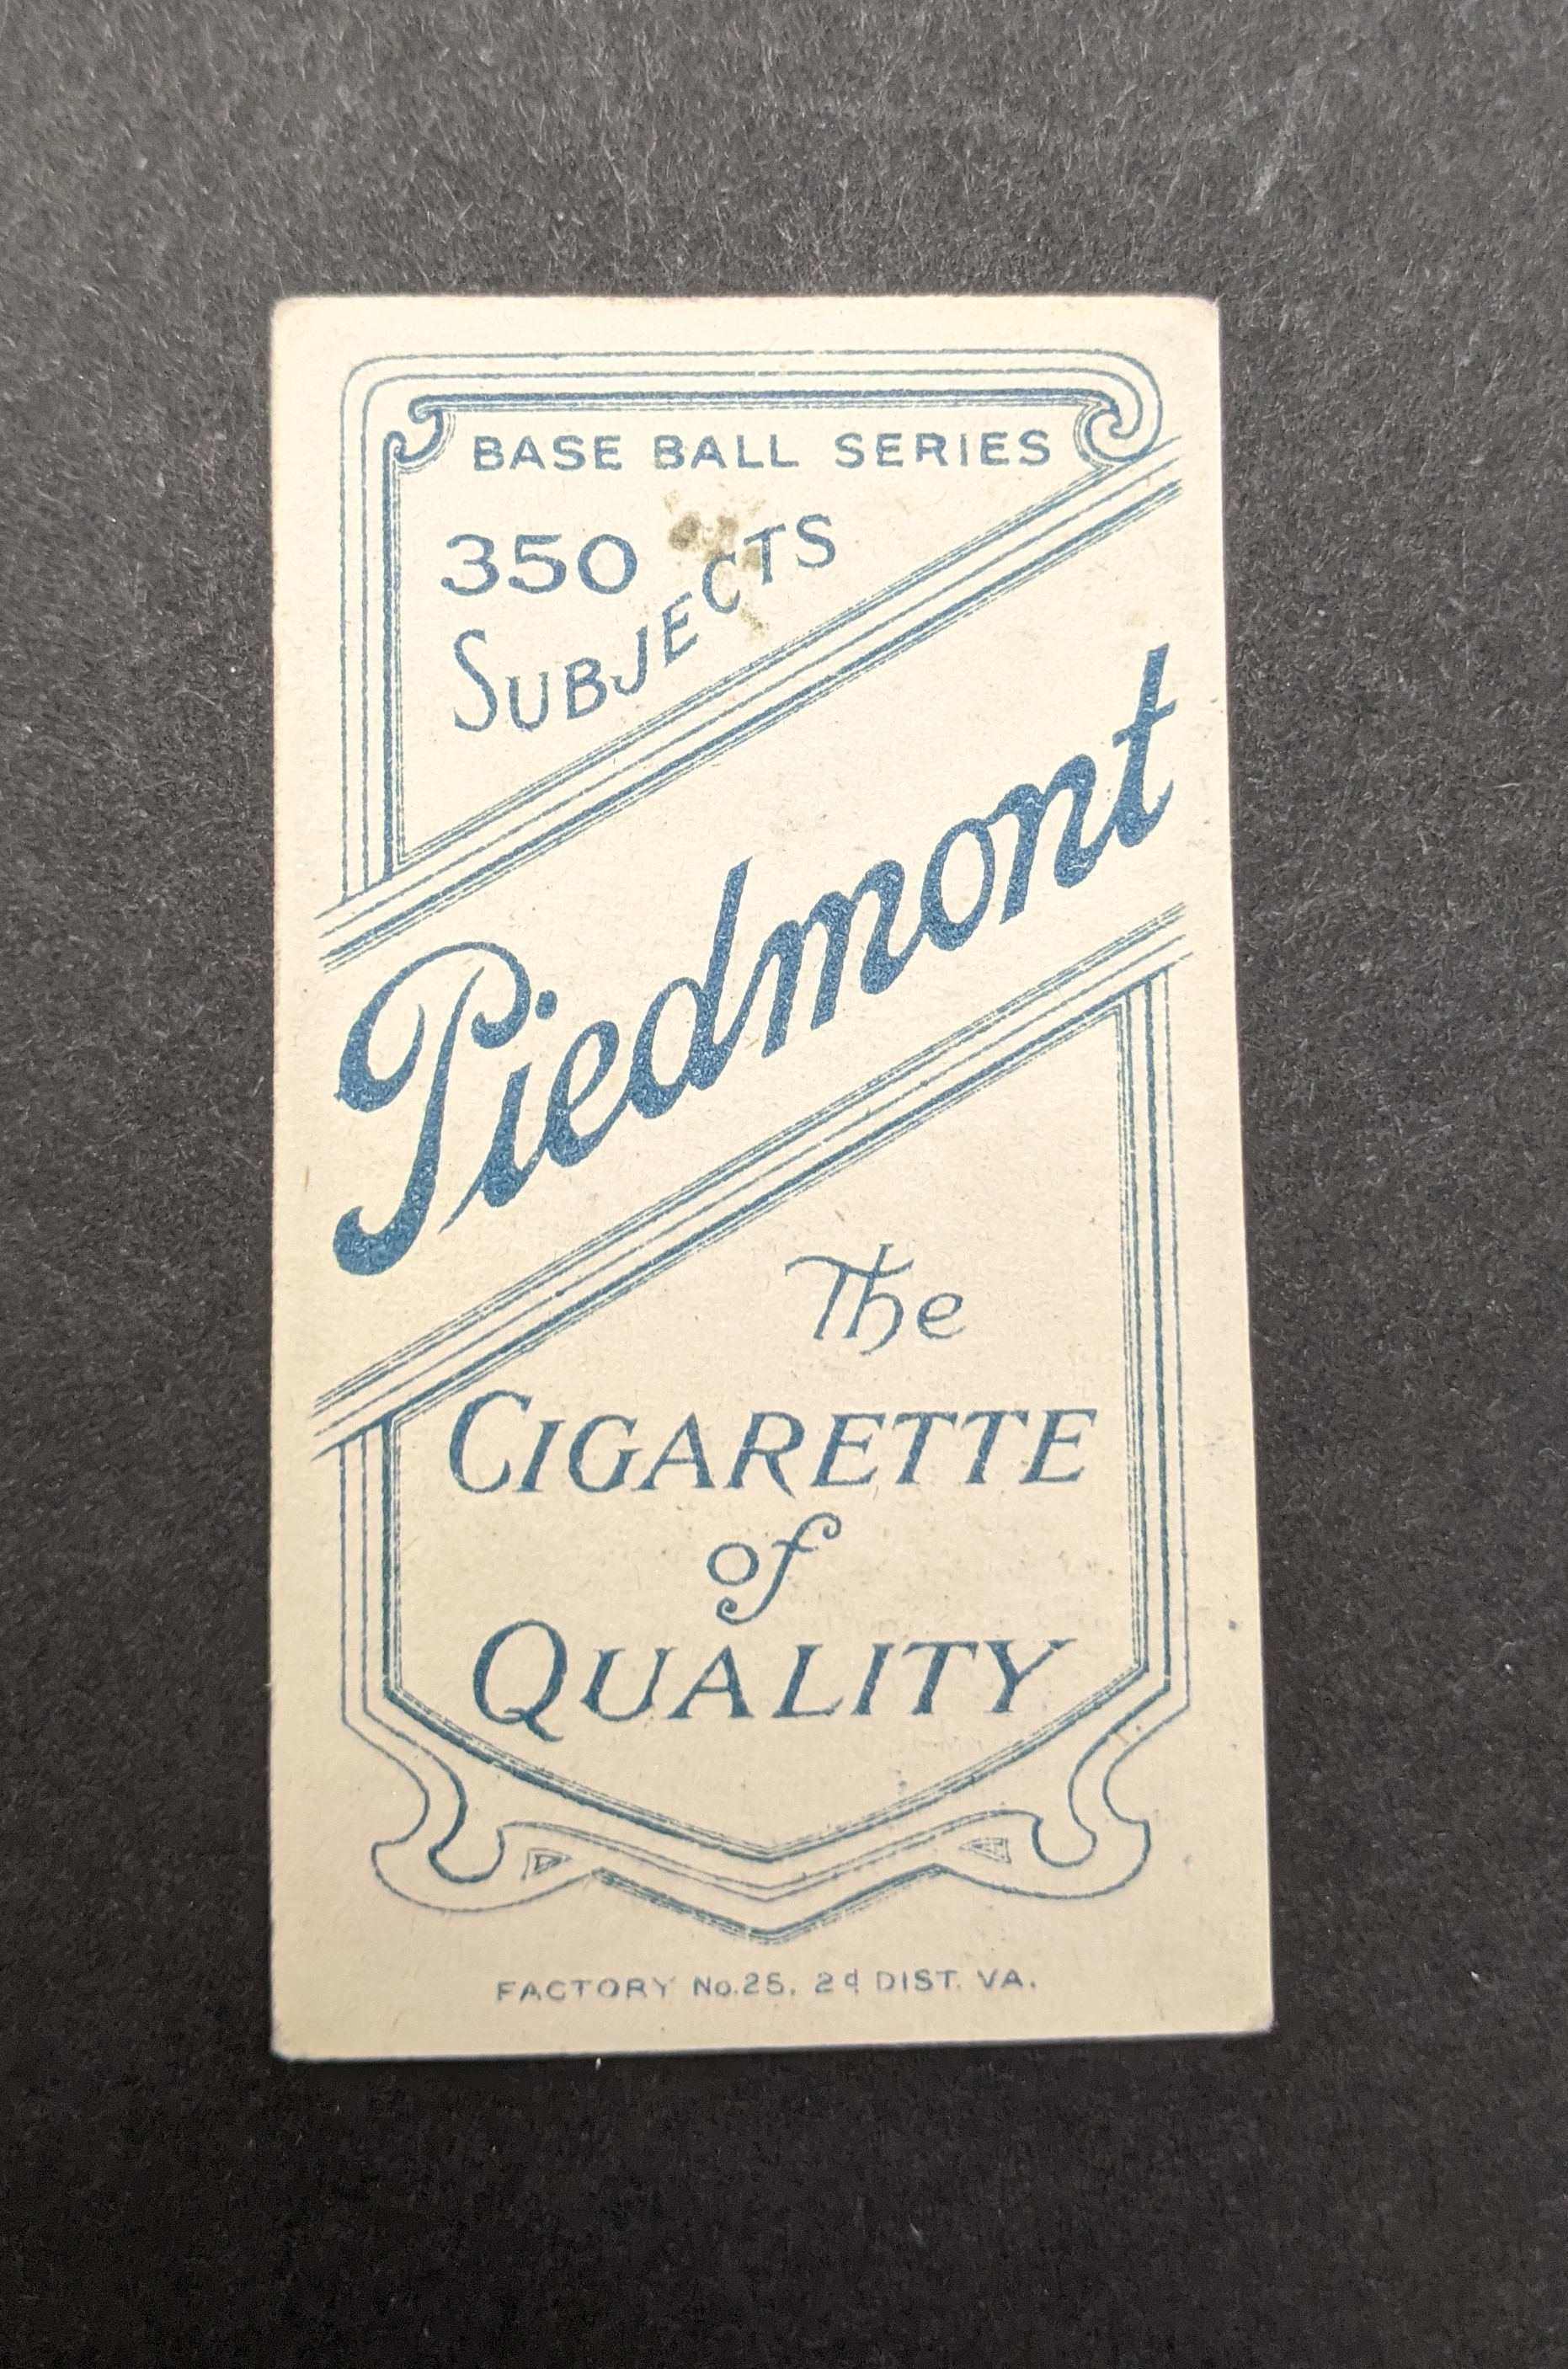 BASE BALL SERIES
350
SUBJECTS
Piedmont
The
CIGARETTE
of
QUALITY
FACTORY No.25, 2d DIST. VA.